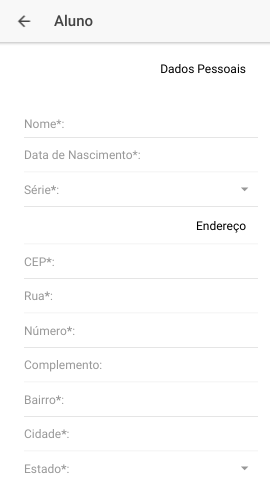 Aluno
Dados Pessoais
Nome*:
Data de Nascimento*:
Série*:
Endereço
CEP*:
Rua*:
Número*:
Complemento:
Bairro*:
Cidade*:
Estado*: